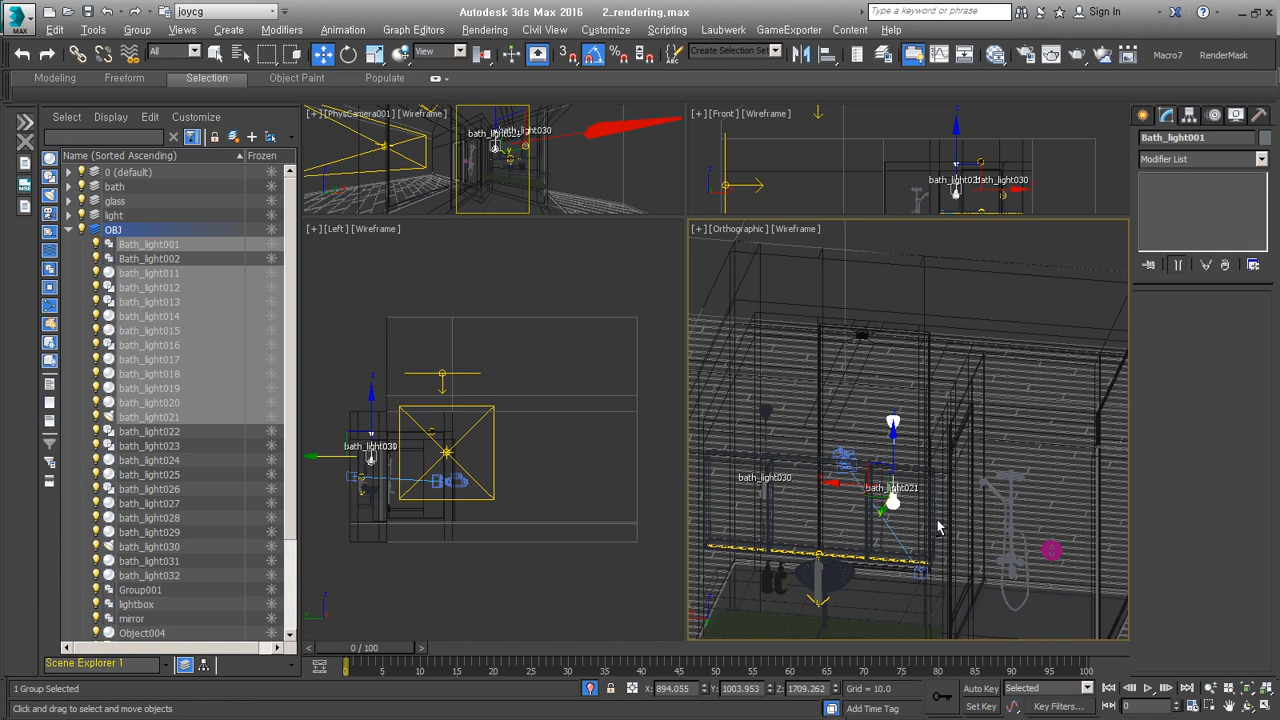 joycg
Autodesk 3ds Max 2016 2_rendering.max
Type a keyword or phrase
Sign In
MAX
Edit Tools Group Views Create Modifiers Animation Graph Editors Rendering Civil View Customize Scripting Laubwerk GameExporter Content Help
All
View
Create Selection Set
Macro7
RenderMask
Modeling Freeform Selection Object Paint Populate
Select Display Edit Customize
Name (Sorted Ascending) Frozen
0 (default)
bath
glass
light
OBJ
Bath_light001
Bath_light002
bath_light011
bath_light012
bath_light013
bath_light014
bath_light015
bath_light016
bath_light017
bath_light018
bath_light019
bath_light020
bath_light021
bath_light022
bath_light023
bath_light024
bath_light025
bath_light026
bath_light027
bath_light028
bath_light029
bath_light030
bath_light031
bath_light032
Group001
lightbox
mirror
Object004
Scene Explorer 1
[+] [PhysCamera001] [Wireframe]
[+] [Front] [Wireframe]
bath_light030
bath_light030
[+] [Left] [Wireframe]
bath_light030
[+] [Orthographic] [Wireframe]
bath_light030
bath_light021
Bath_light001
Modifier List
0 / 100
0 5 10 15 20 25 30 35 40 45 50 55 60 65 70 75 80 85 90 95 100
1 Group Selected
X: 894.055 Y: 1003.953 Z: 1709.262 Grid = 10.0
Auto Key Selected
Click and drag to select and move objects
Add Time Tag
Set Key Key Filters...
0